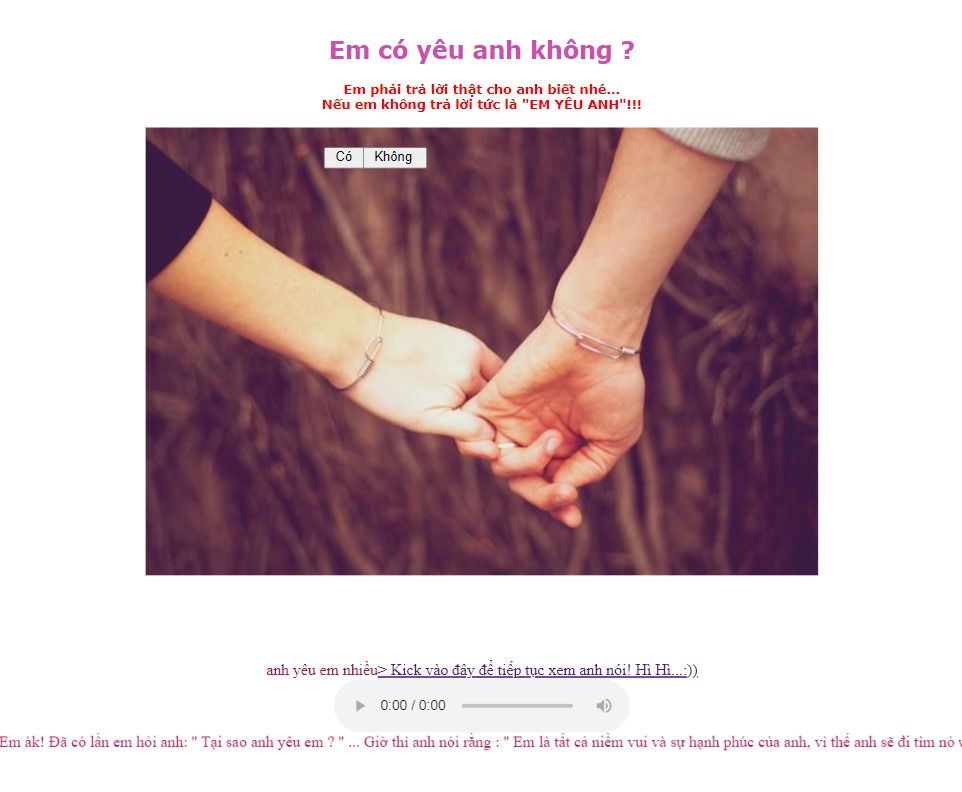 Em có yêu anh không ?
Em phải trả lời thật cho anh biết nhé...
Nếu em không trả lời tức là "EM YÊU ANH"!!!
Có Không
anh yêu em nhiều> Kick vào đây để tiếp tục xem anh nói! Hì Hì...:))
0:00 / 0:00
Em àk! Đã có lần em hỏi anh: " Tại sao anh yêu em ? " ... Giờ thì anh nói rằng : " Em là tất cả niềm vui và sự hạnh phúc của anh, vì thế anh sẽ đi tìm nó